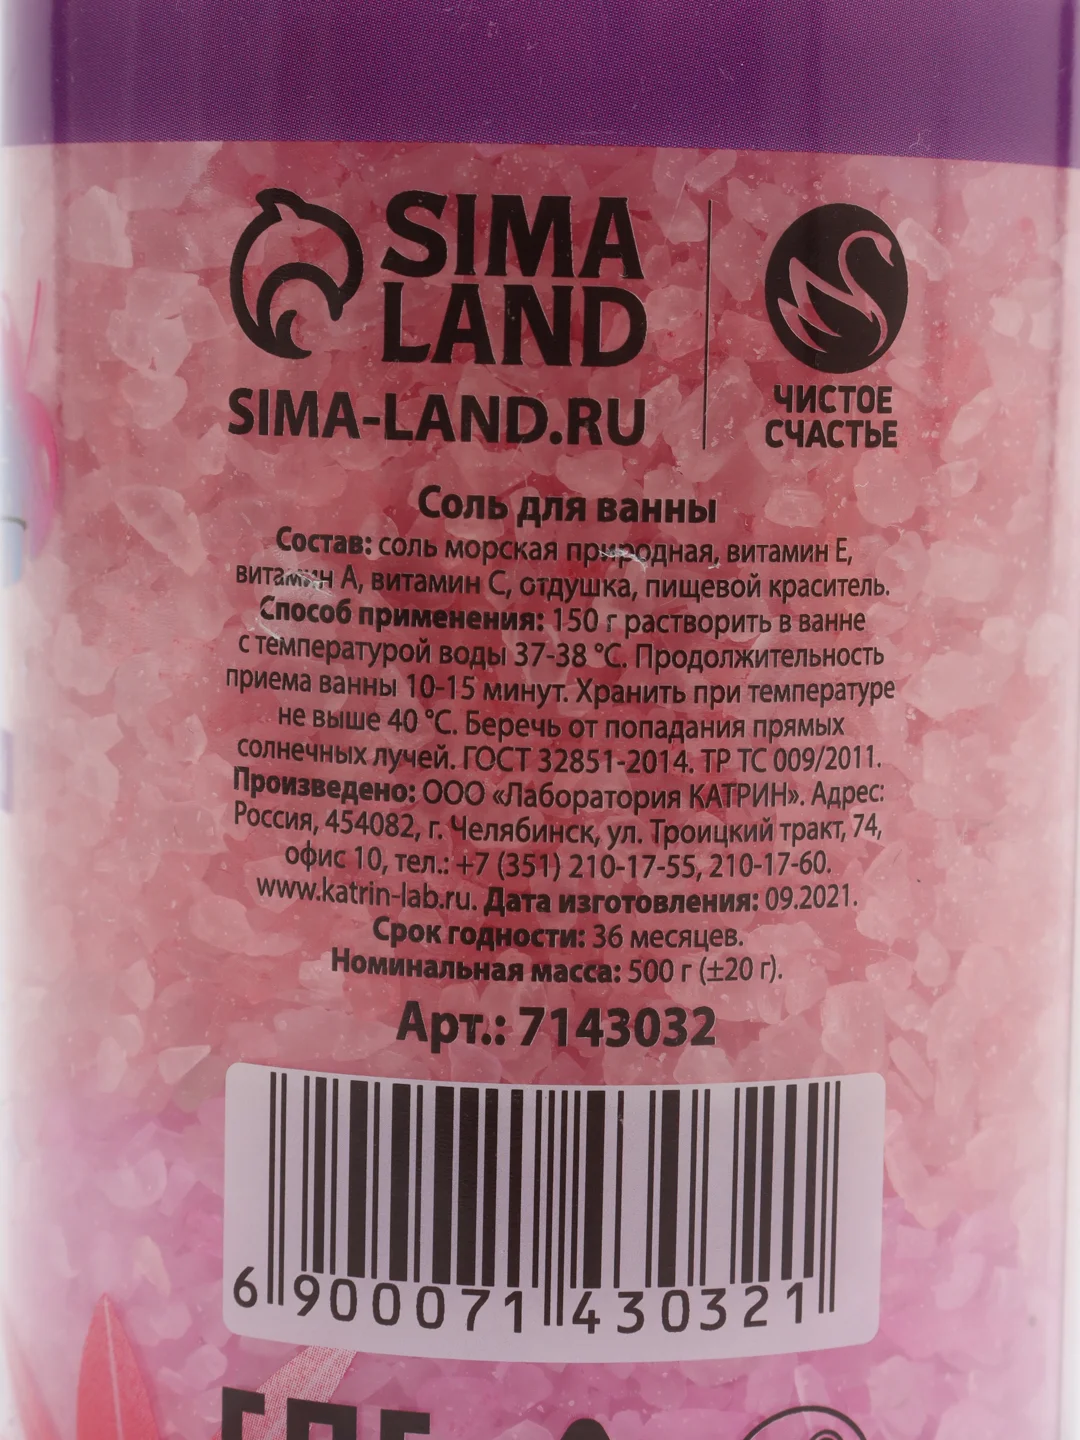 SIMA
LAND
SIMA-LAND.RU
ЧИСТОЕ
СЧАСТЬЕ
Соль для ванны
Состав: соль морская природная, витамин Е,
витамин А, витамин С, отдушка, пищевой краситель.
Способ применения: 150 г растворить в ванне
с температурой воды 37-38 °С. Продолжительность
приема ванны 10-15 минут. Хранить при температуре
не выше 40 °С. Беречь от попадания прямых
солнечных лучей. ГОСТ 32851-2014. ТР ТС 009/2011.
Произведено: ООО «Лаборатория КАТРИН». Адрес:
Россия, 454082, г. Челябинск, ул. Троицкий тракт, 74,
офис 10, тел.: +7 (351) 210-17-55, 210-17-60.
www.katrin-lab.ru. Дата изготовления: 09.2021.
Срок годности: 36 месяцев.
Номинальная масса: 500 г (±20 г).
Арт.: 7143032
6 900071 430321